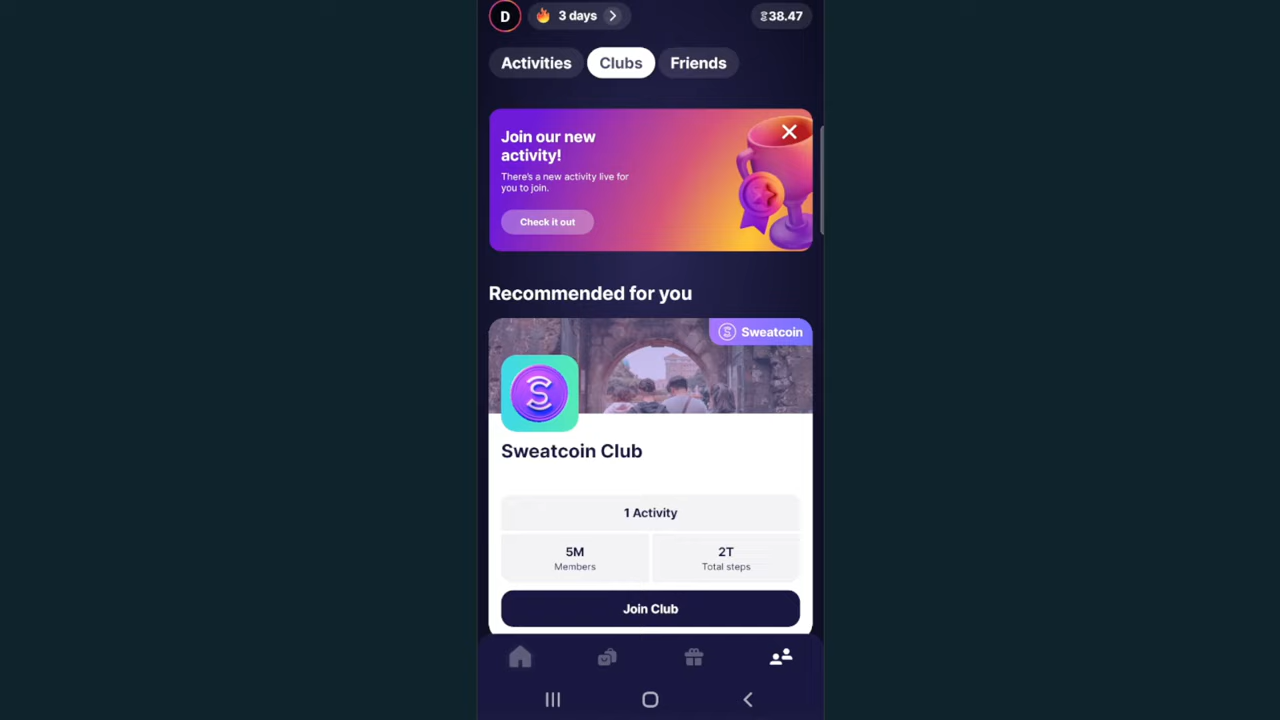 D
3 days
38.47
Activities
Clubs
Friends
Join our new
activity!
There's a new activity live for
you to join.
Check it out
Recommended for you
Sweatcoin
Sweatcoin Club
1 Activity
5M
Members
2T
Total steps
Join Club